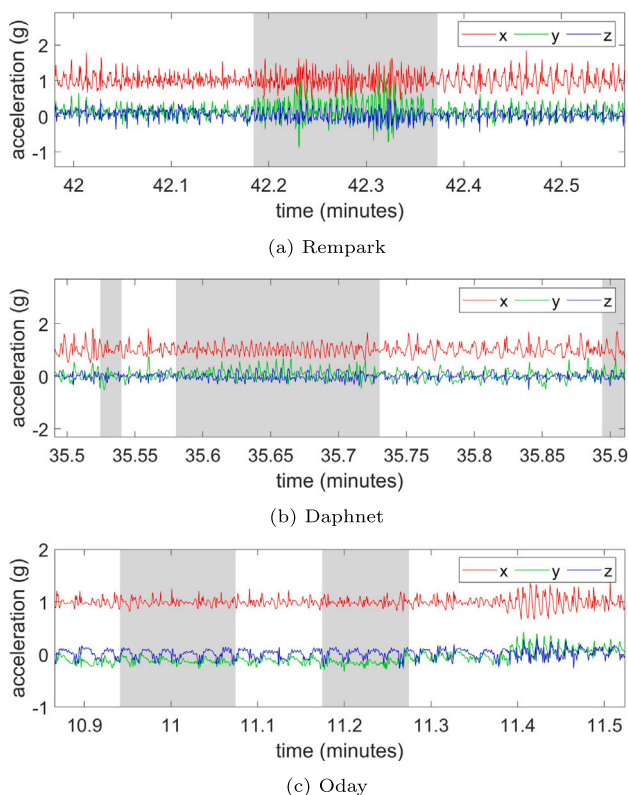 x y z
acceleration (g)
1
0
-1
42 42.1 42.2 42.3 42.4 42.5
time (minutes)
(a) Rempark
x y z
acceleration (g)
2
0
-2
35.5 35.55 35.6 35.65 35.7 35.75 35.8 35.85 35.9
time (minutes)
(b) Daphnet
2
x y z
acceleration (g)
1
0
-1
10.9 11 11.1 11.2 11.3 11.4 11.5
time (minutes)
(c) Oday